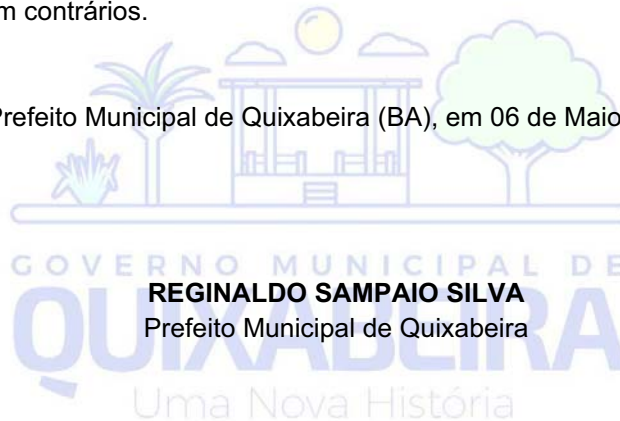 m contrários.
Prefeito Municipal de Quixabeira (BA), em 06 de Maio
GOVERNO MUNICIPAL DE
REGINALDO SAMPAIO SILVA
Prefeito Municipal de Quixabeira
QUIXABEIRA
Uma Nova História